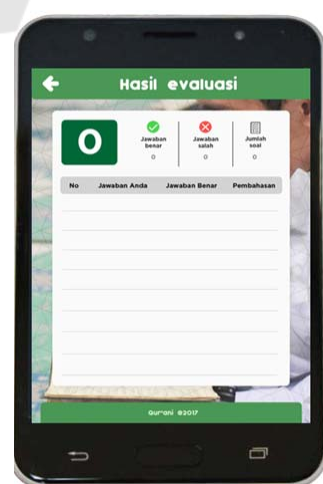 Hasil evaluasi
0
Jawaban benar
0
Jawaban salah
0
Jumlah soal
0
No Jawaban Anda Jawaban Benar Pembahasan
Qur'ani ©2017